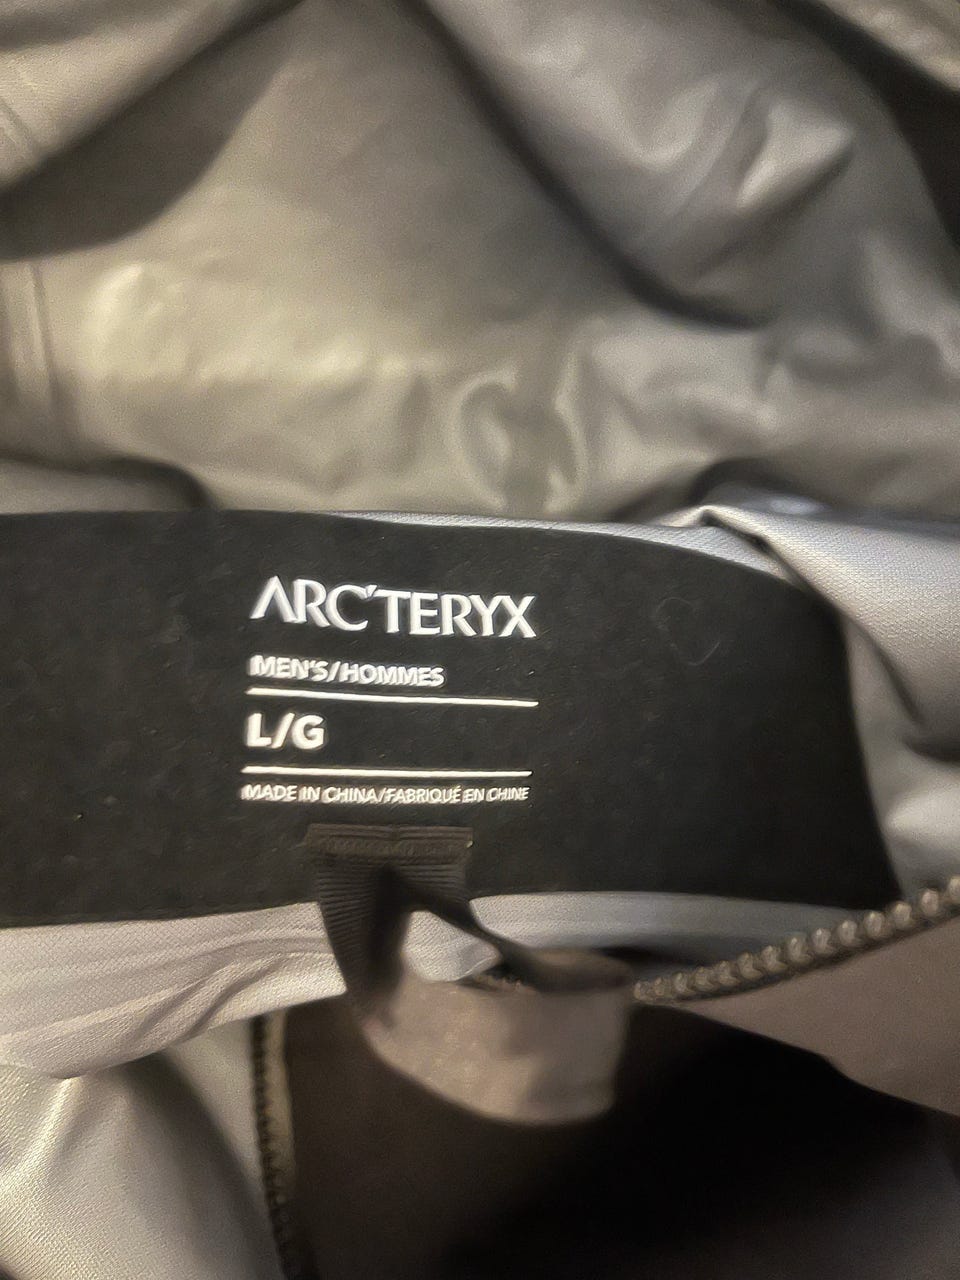 ARC'TERYX
MEN'S/HOMMES
L/G
MADE IN CHINA/FABRIQUÉ EN CHINE